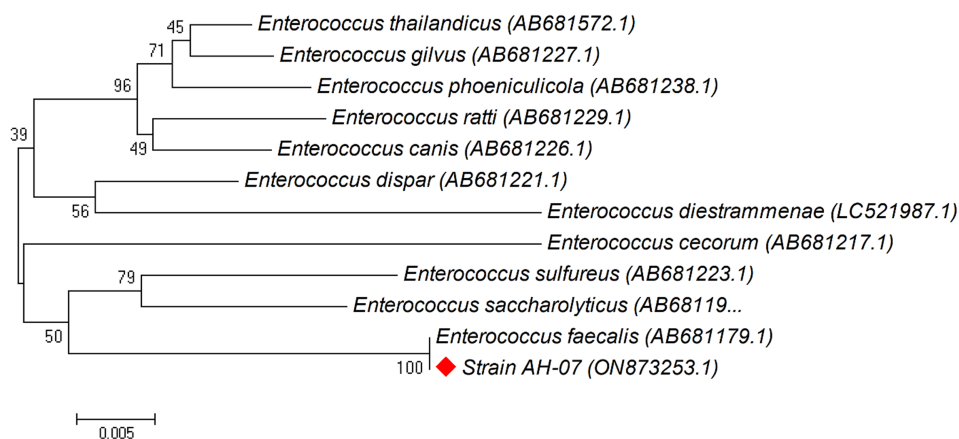 45
Enterococcus thailandicus (AB681572.1)
71
Enterococcus gilvus (AB681227.1)
96
Enterococcus phoeniculicola (AB681238.1)
Enterococcus ratti (AB681229.1)
39
49
Enterococcus canis (AB681226.1)
Enterococcus dispar (AB681221.1)
56
Enterococcus diestrammenae (LC521987.1)
Enterococcus cecorum (AB681217.1)
79
Enterococcus sulfureus (AB681223.1)
Enterococcus saccharolyticus (AB68119...
50
Enterococcus faecalis (AB681179.1)
100
Strain AH-07 (ON873253.1)
0.005